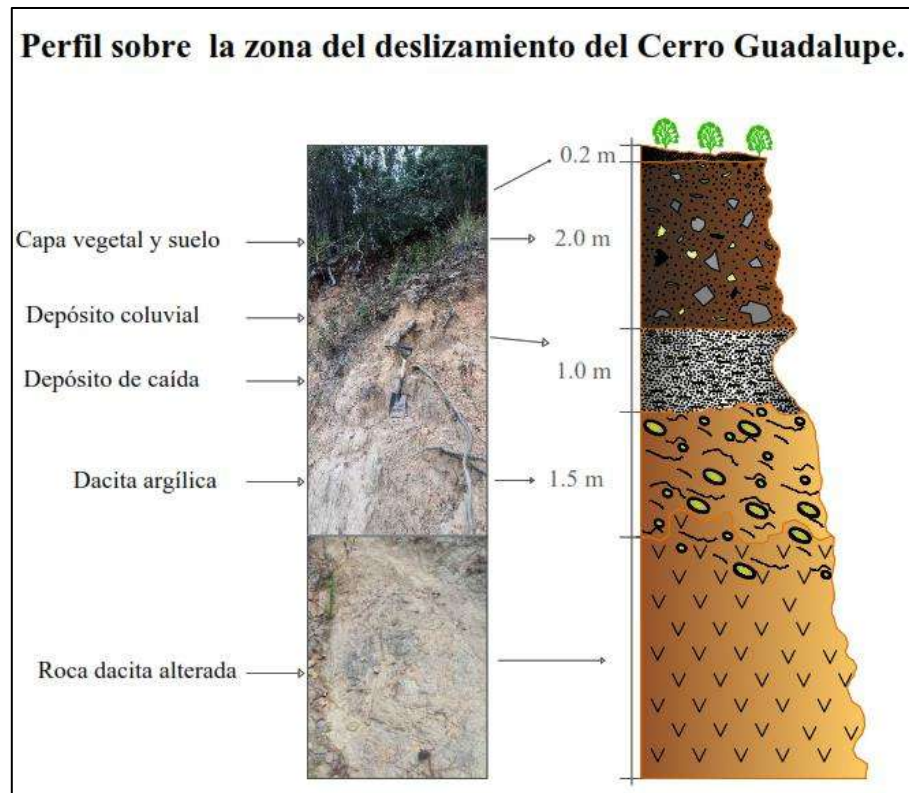 Perfil sobre la zona del deslizamiento del Cerro Guadalupe.
0.2 m
Capa vegetal y suelo
2.0 m
Depósito coluvial
Depósito de caída
1.0 m
Dacita argílica
1.5 m
Roca dacita alterada